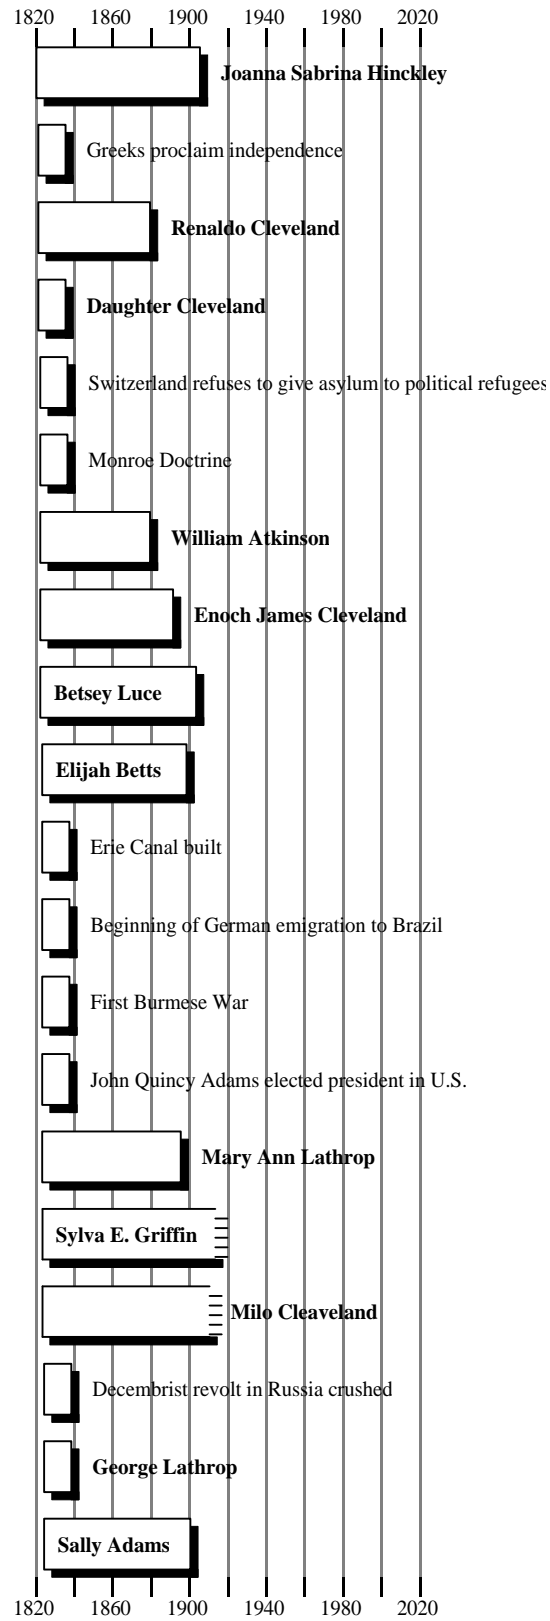 1820 1860 1900 1940 1980 2020
Joanna Sabrina Hinckley
Greeks proclaim independence
Renaldo Cleveland
Daughter Cleveland
Switzerland refuses to give asylum to political refugees
Monroe Doctrine
William Atkinson
Enoch James Cleveland
Betsey Luce
Elijah Betts
Erie Canal built
Beginning of German emigration to Brazil
First Burmese War
John Quincy Adams elected president in U.S.
Mary Ann Lathrop
Sylva E. Griffin
Milo Cleaveland
Decembrist revolt in Russia crushed
George Lathrop
Sally Adams
1820 1860 1900 1940 1980 2020